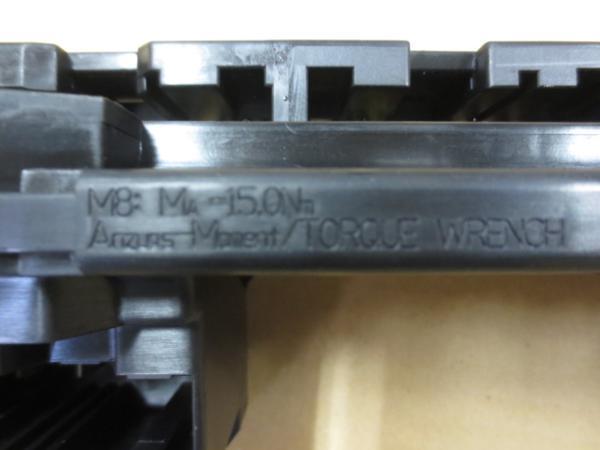 M8: MA=15.0Nm
Anzugs-Moment/TORQUE WRENCH